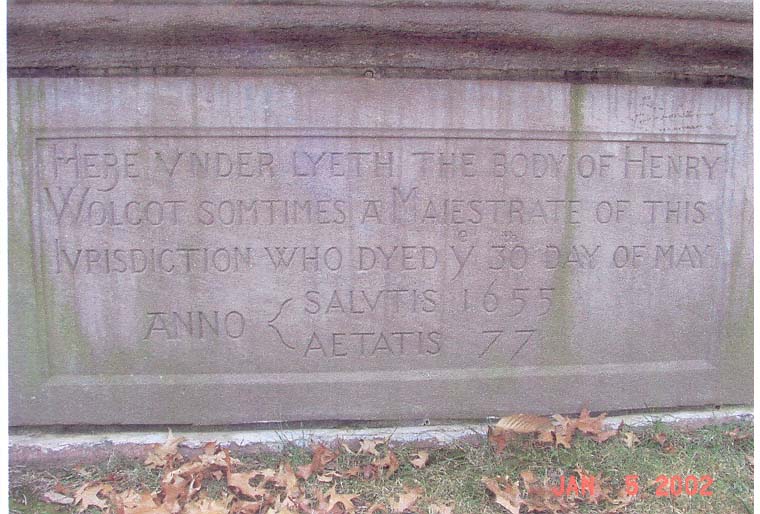 HERE VNDER LYETH THE BODY OF HENRY
WOLCOT SOMTIMES A MAIESTRATE OF THIS
IVRISDICTION WHO DYED Yᵉ 30ᵗʰ DAY OF MAY
ANNO { SALVTIS 1655
AETATIS 77
JAN 5 2002